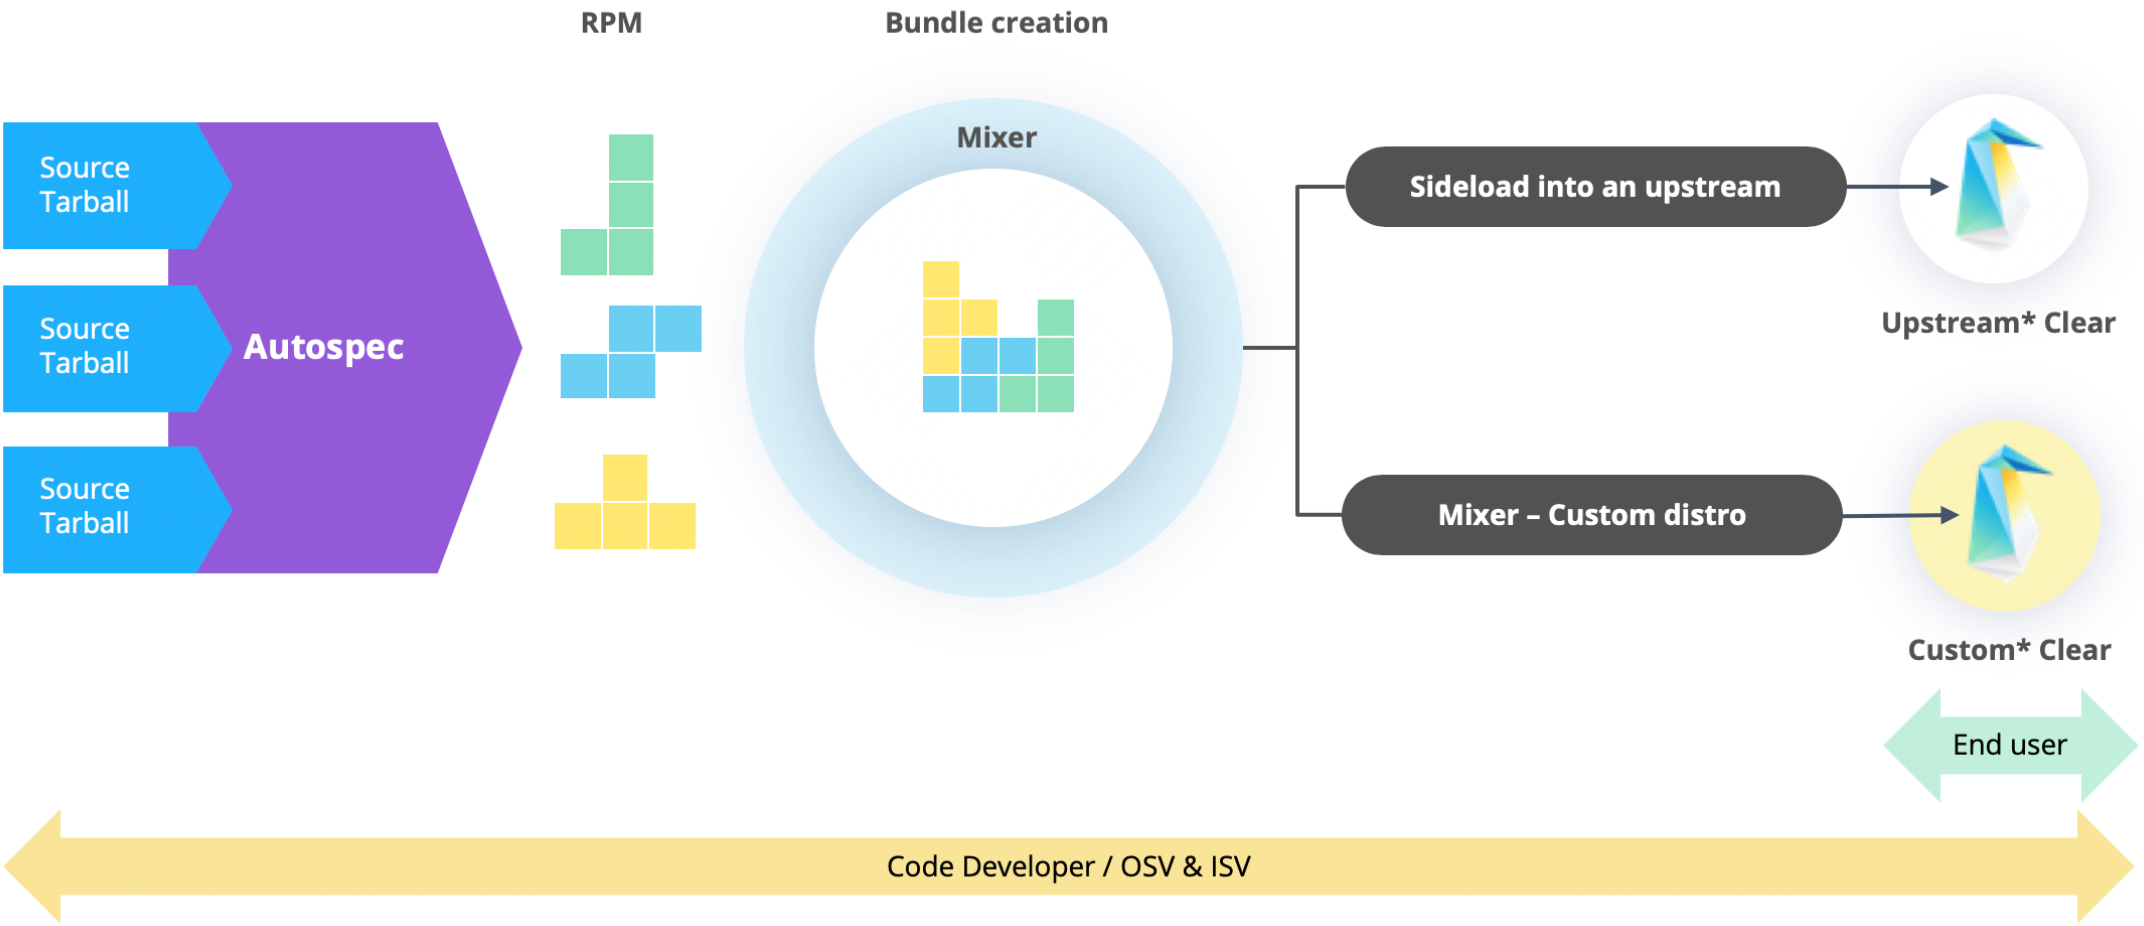 RPM
Bundle creation
Source
Tarball
Source
Tarball
Source
Tarball
Autospec
Mixer
Sideload into an upstream
Upstream* Clear
Mixer – Custom distro
Custom* Clear
End user
Code Developer / OSV & ISV